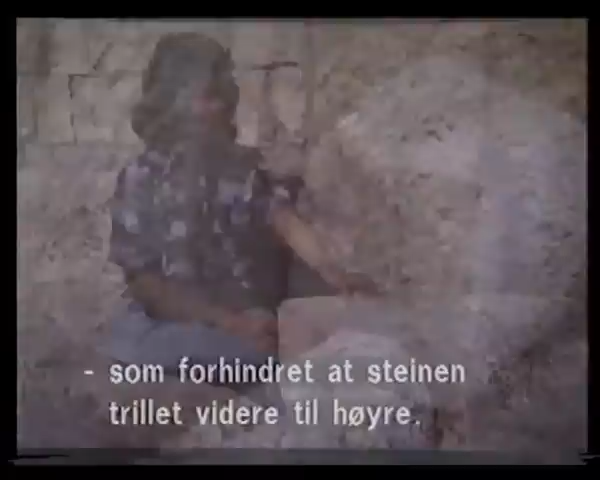 - som forhindret at steinen
trillet videre til høyre.